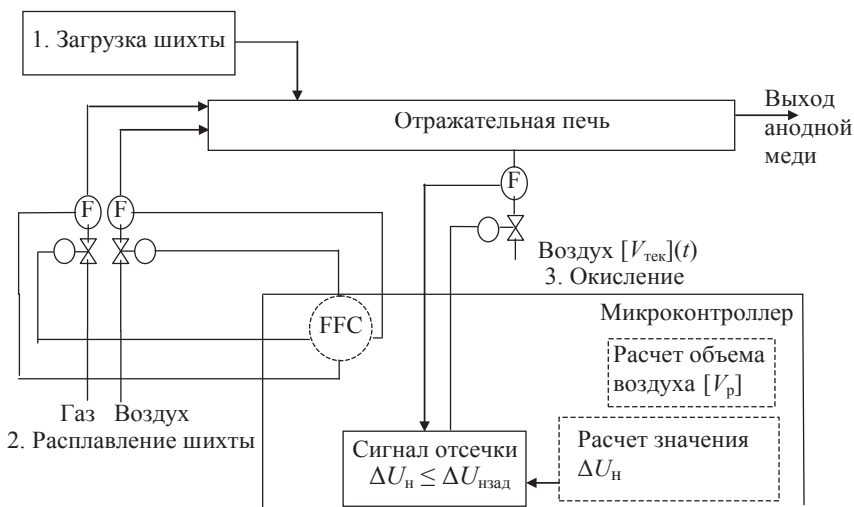 1. Загрузка шихты
Отражательная печь
Выход
анодной
меди
F
F
F
Воздух [Vтек](t)
3. Окисление
Микроконтроллер
FFC
Расчет объема
воздуха [Vр]
Газ Воздух
2. Расплавление шихты
Сигнал отсечки
ΔUн ≤ ΔUнзад
Расчет значения
ΔUн